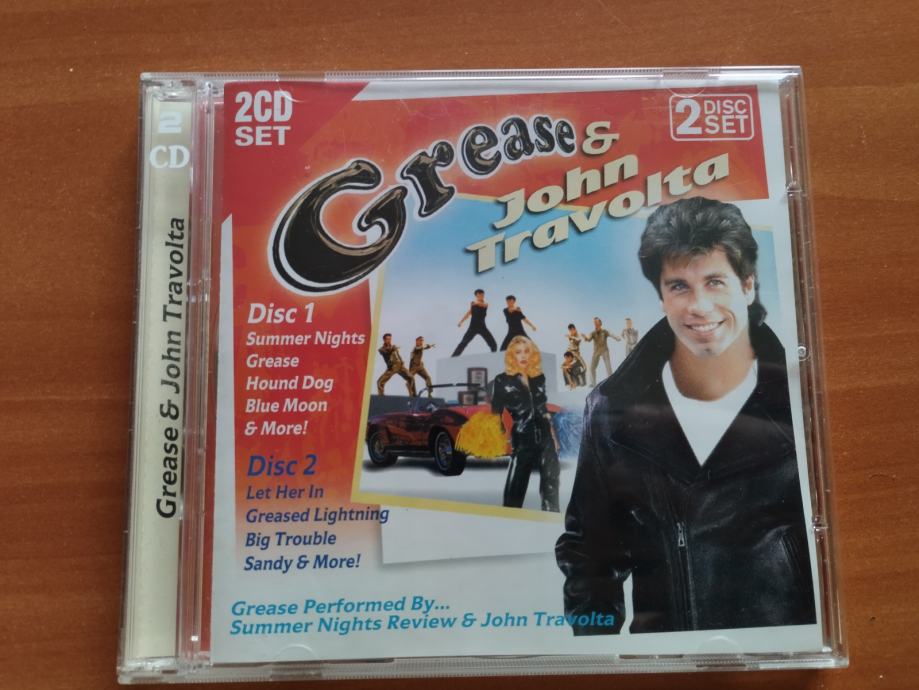 2CD
SET
2 DISC
SET
Grease &
John
Travolta
2
CD
Grease & John Travolta
Disc 1
Summer Nights
Grease
Hound Dog
Blue Moon
& More!
Disc 2
Let Her In
Greased Lightning
Big Trouble
Sandy & More!
Grease Performed By...
Summer Nights Review & John Travolta